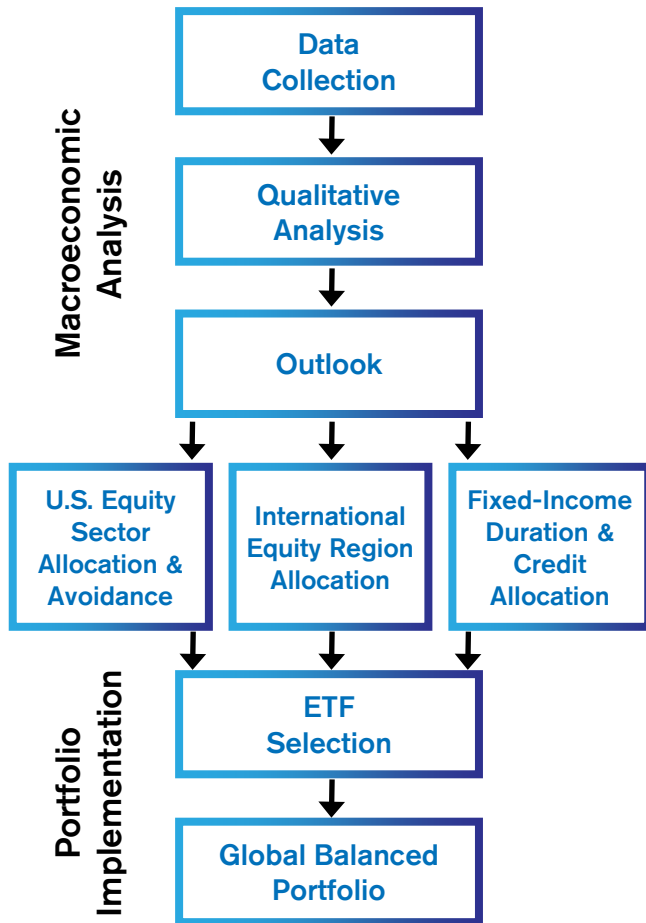 Macroeconomic
Analysis
Data
Collection
Qualitative
Analysis
Outlook
U.S. Equity
Sector
Allocation &
Avoidance
International
Equity Region
Allocation
Fixed-Income
Duration &
Credit
Allocation
Portfolio
Implementation
ETF
Selection
Global Balanced
Portfolio